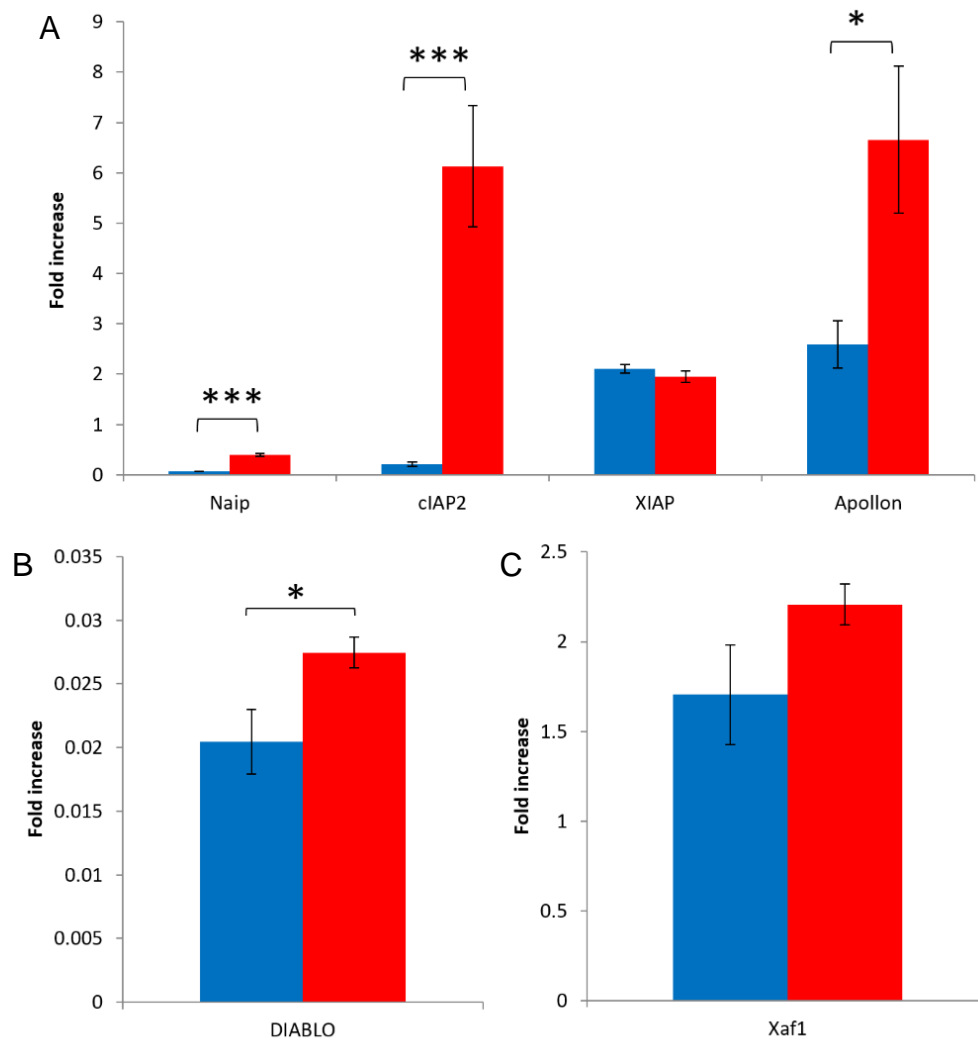 A
Fold increase
9
8
7
6
5
4
3
2
1
0
***
***
*
Naip
cIAP2
XIAP
Apollon
B
Fold increase
0.035
0.03
0.025
0.02
0.015
0.01
0.005
0
*
DIABLO
C
Fold increase
2.5
2
1.5
1
0.5
0
Xaf1